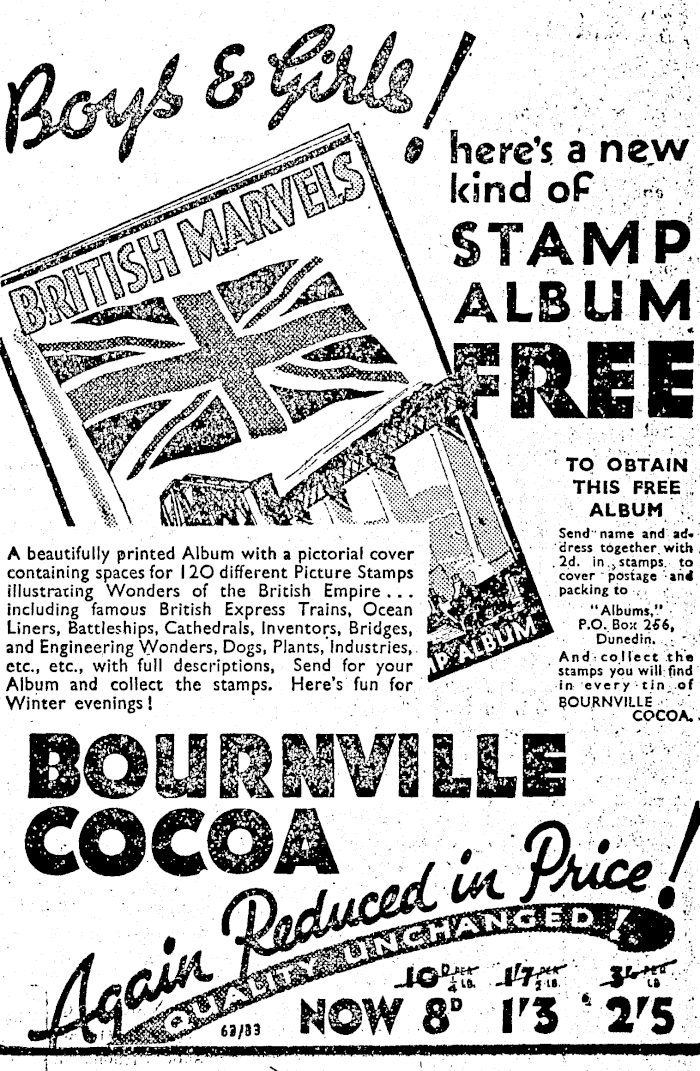 Boys & Girls!
here's a new
kind of
STAMP
ALBUM
FREE
BRITISH MARVELS
P ALBUM
TO OBTAIN
THIS FREE
ALBUM
Send name and ad-
dress together with
2d. in stamps to
cover postage and
packing to
"Albums,"
P.O. Box 266,
Dunedin.
And collect the
stamps you will find
in every tin of
BOURNVILLE
COCOA.
A beautifully printed Album with a pictorial cover
containing spaces for 120 different Picture Stamps
illustrating Wonders of the British Empire . . .
including famous British Express Trains, Ocean
Liners, Battleships, Cathedrals, Inventors, Bridges,
and Engineering Wonders, Dogs, Plants, Industries,
etc., etc., with full descriptions, Send for your
Album and collect the stamps. Here's fun for
Winter evenings!
BOURNVILLE
COCOA
Again Reduced in Price!
QUALITY UNCHANGED!
10D PER ¼ LB. 1'7 PER ½ LB. 3'- PER LB
NOW 8D 1'3 2'5
63/33